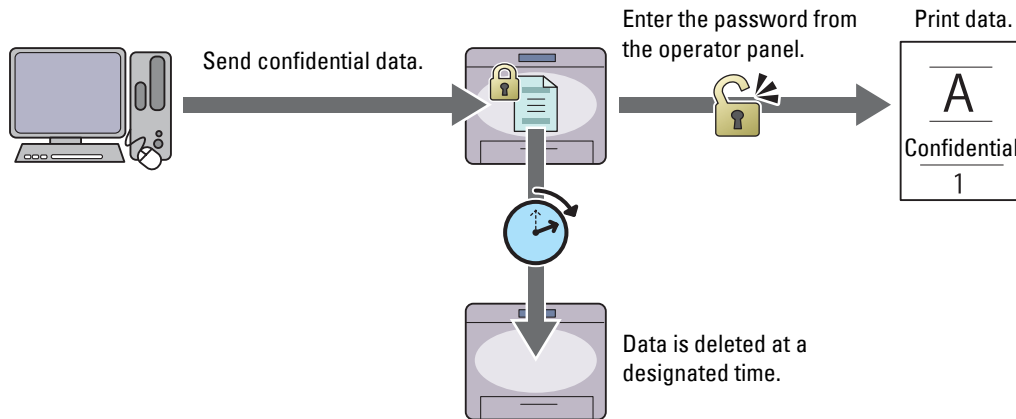 Send confidential data.
Enter the password from
the operator panel.
Print data.
A
Confidential
1
Data is deleted at a
designated time.